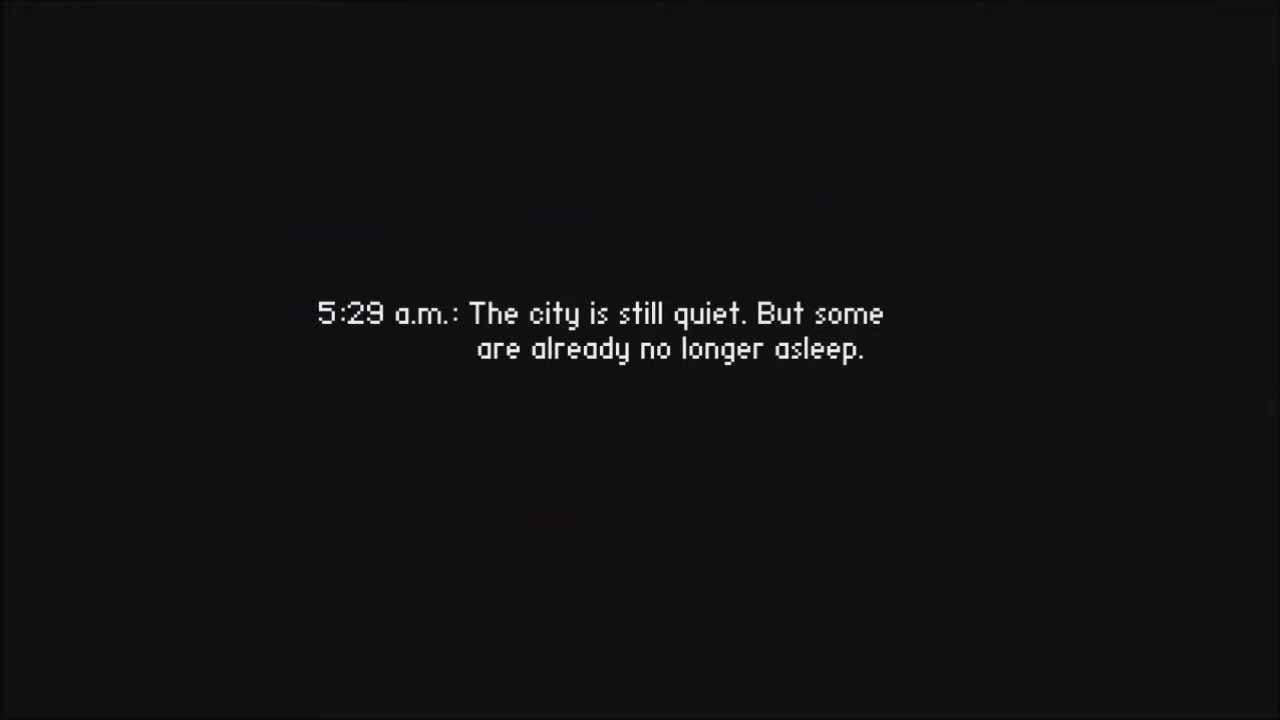 5:29 a.m.: The city is still quiet. But some
are already no longer asleep.